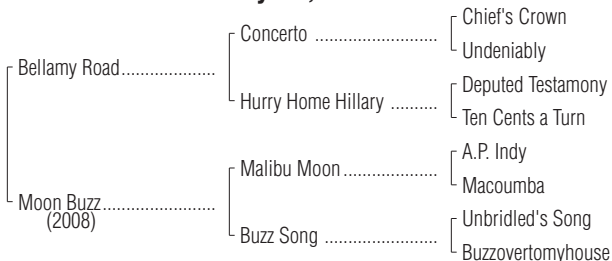 Chief's Crown
Concerto ......................
Undeniably
Bellamy Road....................
Deputed Testamony
Hurry Home Hillary ..........
Ten Cents a Turn
A.P. Indy
Malibu Moon....................
Macoumba
Moon Buzz........................
(2008)
Unbridled's Song
Buzz Song ........................
Buzzovertomyhouse